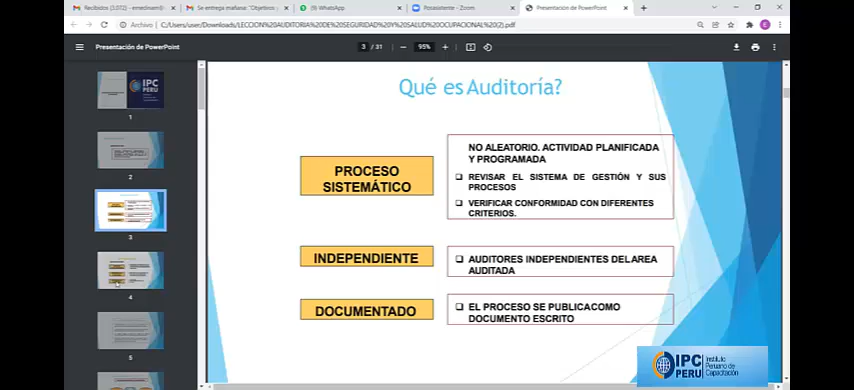 Recibidos (5,072) - emedinem@
Se entrega mañana: "Objetivos y
(9) WhatsApp
Posasistente - Zoom
Presentación de PowerPoint
Archivo
C:/Users/user/Downloads/LECCION%20AUDITORIA%20DE%20SEGURIDAD%20Y%20SALUD%20OCUPACIONAL%20(2).pdf
E
Presentación de PowerPoint
3 / 31
95%
IPC
PERU
1
2
3
4
5
Qué es Auditoría?
PROCESO
SISTEMÁTICO
NO ALEATORIO. ACTIVIDAD PLANIFICADA
Y PROGRAMADA
REVISAR EL SISTEMA DE GESTIÓN Y SUS
PROCESOS
VERIFICAR CONFORMIDAD CON DIFERENTES
CRITERIOS.
INDEPENDIENTE
AUDITORES INDEPENDIENTES DELAREA
AUDITADA
DOCUMENTADO
EL PROCESO SE PUBLICACOMO
DOCUMENTO ESCRITO
IPC
PERU
Instituto
Peruano de
Capacitación